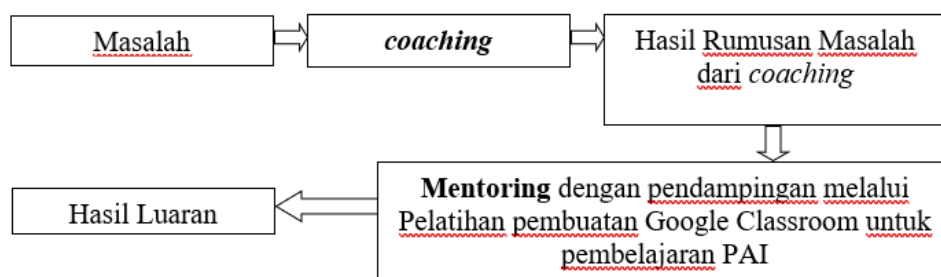 Masalah
coaching
Hasil Rumusan Masalah
dari coaching
Mentoring dengan pendampingan melalui
Pelatihan pembuatan Google Classroom untuk
pembelajaran PAI
Hasil Luaran